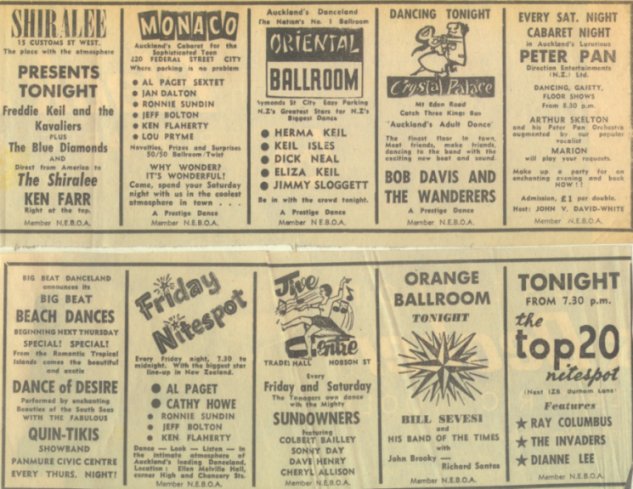 SHIRALEE
15 CUSTOMS ST WEST.
The place with the atmosphere
PRESENTS
TONIGHT
Freddie Keil and the
Kavaliers
PLUS
The Blue Diamonds
AND
Direct from America to
The Shiralee
KEN FARR
Right at the top.
Member N.E.B.O.A.
MONACO
Auckland's Cabaret for the
Sophisticated Teen
120 FEDERAL STREET CITY
Where parking is no problem
● AL PAGET SEXTET
● JAN DALTON
● RONNIE SUNDIN
● JEFF BOLTON
● KEN FLAHERTY
● LOU PRYME
Novelties, Prizes and Surprises
50/50 Ballroom/Twist
WHY WONDER?
IT'S WONDERFUL!
Come, spend your Saturday
night with us in the coolest
atmosphere in town . . .
A Prestige Dance
Member N.E.B.O.A.
Auckland's Danceland
The Nation's No. 1 Ballroom
ORIENTAL
BALLROOM
Symonds St City Easy Parking
N.Z's Greatest Stars for N.Z's
Biggest Dance
● HERMA KEIL
● KEIL ISLES
● DICK NEAL
● ELIZA KEIL
● JIMMY SLOGGETT
Be in with the crowd tonight.
A Prestige Dance
Member N.E.B.O.A.
DANCING TONIGHT
Crystal Palace
Mt Eden Road
Catch Three Kings Bus
'Auckland's Adult Dance'
The finest floor in town,
Meet friends, make friends,
dancing to the band with the
exciting new beat and sound.
BOB DAVIS AND
THE WANDERERS
A Prestige Dance
Member N.E.B.O.A.
EVERY SAT. NIGHT
CABARET NIGHT
in Auckland's Luxurious
PETER PAN
Direction Entertainments
(N.Z.) Ltd.
DANCING, GAIETY,
FLOOR SHOWS
From 8.30 p.m.
ARTHUR SKELTON
and his Peter Pan Orchestra
augmented by our popular
vocalist
MARION
will play your requests.
Make up a party for an
enchanting evening and book
NOW!!
Admission, £1 per double.
Host: JOHN V. DAVID-WHITE
Member N.E.B.O.A.
BIG BEAT DANCELAND
announces its
BIG BEAT
BEACH DANCES
BEGINNING NEXT THURSDAY
SPECIAL! SPECIAL!
From the Romantic Tropical
Islands comes the beautiful
and exotic
DANCE of DESIRE
Performed by enchanting
Beauties of the South Seas
WITH THE FABULOUS
QUIN-TIKIS
SHOWBAND
PANMURE CIVIC CENTRE
EVERY THURS. NIGHT!
Friday
Nitespot
Every Friday night, 7.30 to
midnight. With the biggest star
line-up in New Zealand.
● AL PAGET
● CATHY HOWE
● RONNIE SUNDIN
● JEFF BOLTON
● KEN FLAHERTY
Dance — Look — Listen — In
the intimate atmosphere of
Auckland's leading Danceland.
Location: Ellen Melville Hall,
corner High and Chancery Sts.
Member N.E.B.O.A.
Jive
Centre
TRADES HALL HOBSON ST
Every
Friday and Saturday
The Teenagers own dance
with the Mighty
SUNDOWNERS
Featuring
COLBERT BAILLEY
SONNY DAY
DAVE HENRY
CHERYL ALLISON
Member N.E.B.O.A.
ORANGE
BALLROOM
TONIGHT
BILL SEVESI
and
HIS BAND OF THE TIMES
with
John Brooky —
Richard Santos
Member N.E.B.O.A.
TONIGHT
FROM 7.30 p.m.
the
top20
nitespot
(Next 1ZB Durham Lane)
Features
★ RAY COLUMBUS
★ THE INVADERS
★ DIANNE LEE
Member N.E.B.O.A.